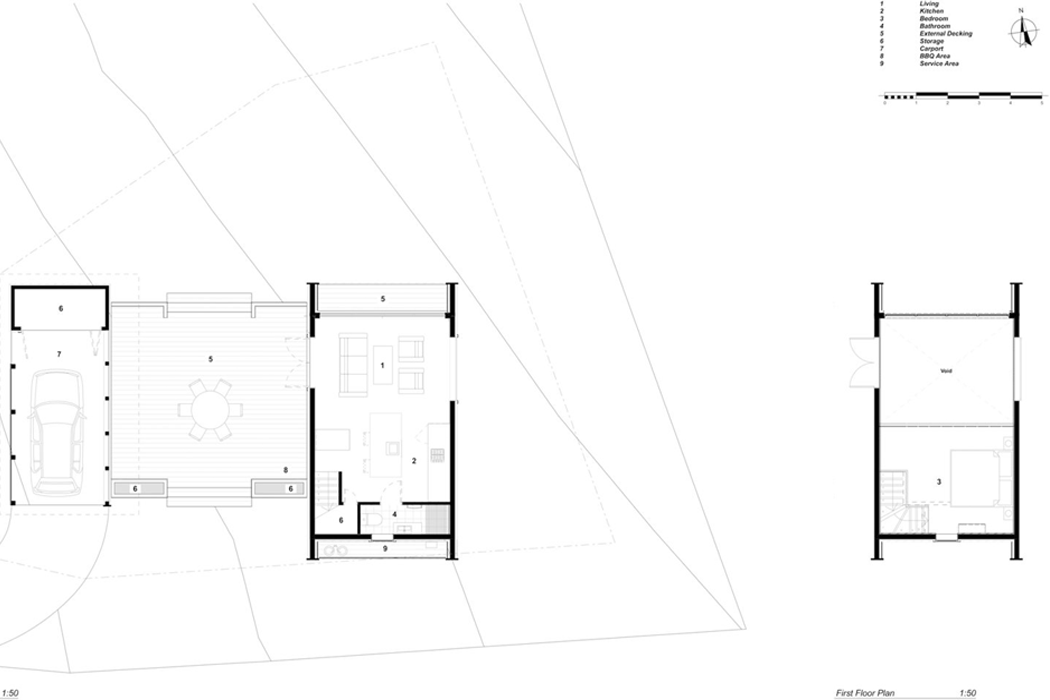 1 Living
2 Kitchen
3 Bedroom
4 Bathroom
5 External Decking
6 Storage
7 Carport
8 BBQ Area
9 Service Area
N
0 1 2 3 4 5
5
6
7
5
1
Void
8
2
6
6
3
4
6
9
1:50
First Floor Plan 1:50